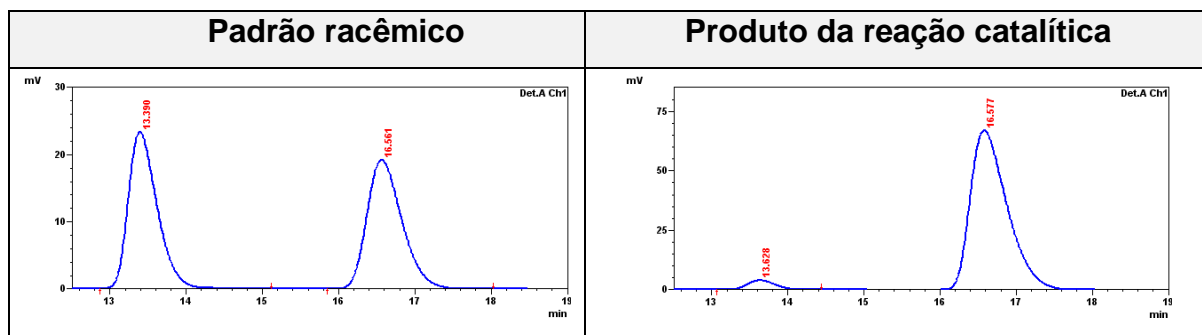 Padrão racêmico
Produto da reação catalítica
mV
30
20
10
0
13.390
16.561
Det.A Ch1
13 14 15 16 17 18 19
min
mV
75
50
25
0
13.628
16.577
Det.A Ch1
13 14 15 16 17 18 19
min